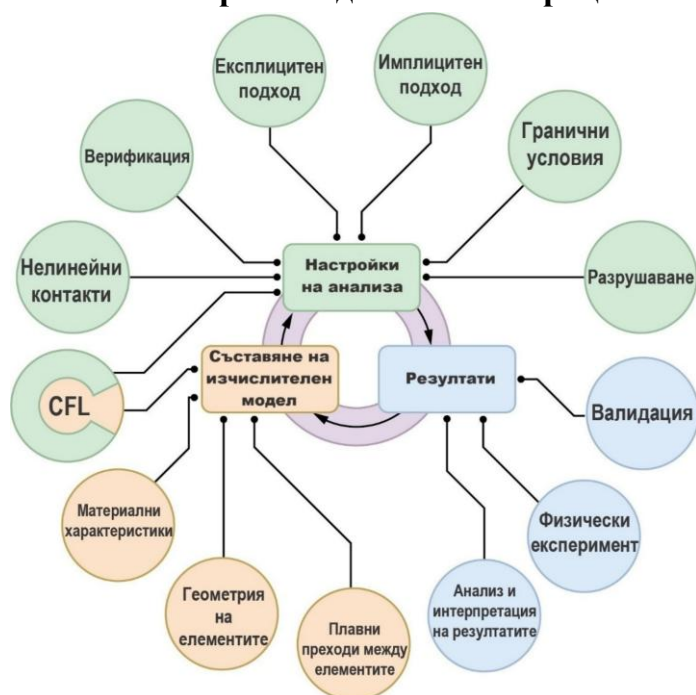 Експлицитен
подход
Имплицитен
подход
Верификация
Гранични
условия
Нелинейни
контакти
Настройки
на анализа
Разрушаване
CFL
Съставяне на
изчислителен
модел
Резултати
Валидация
Материални
характеристики
Физически
експеримент
Геометрия
на
елементите
Плавни
преходи между
елементите
Анализ и
интерпретация
на резултатите